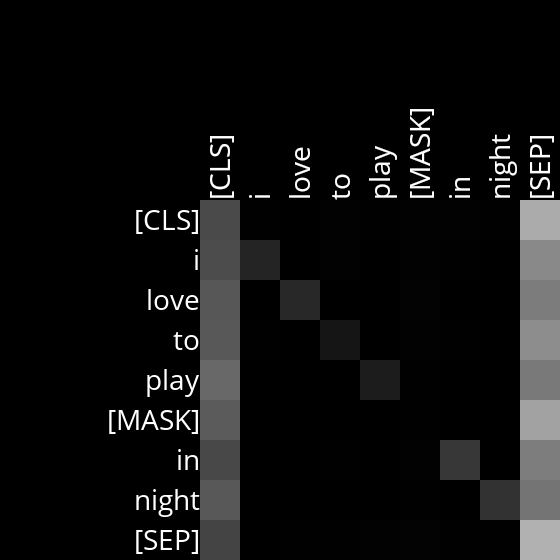 [CLS] i love to play [MASK] in night [SEP]
[CLS]
i
love
to
play
[MASK]
in
night
[SEP]